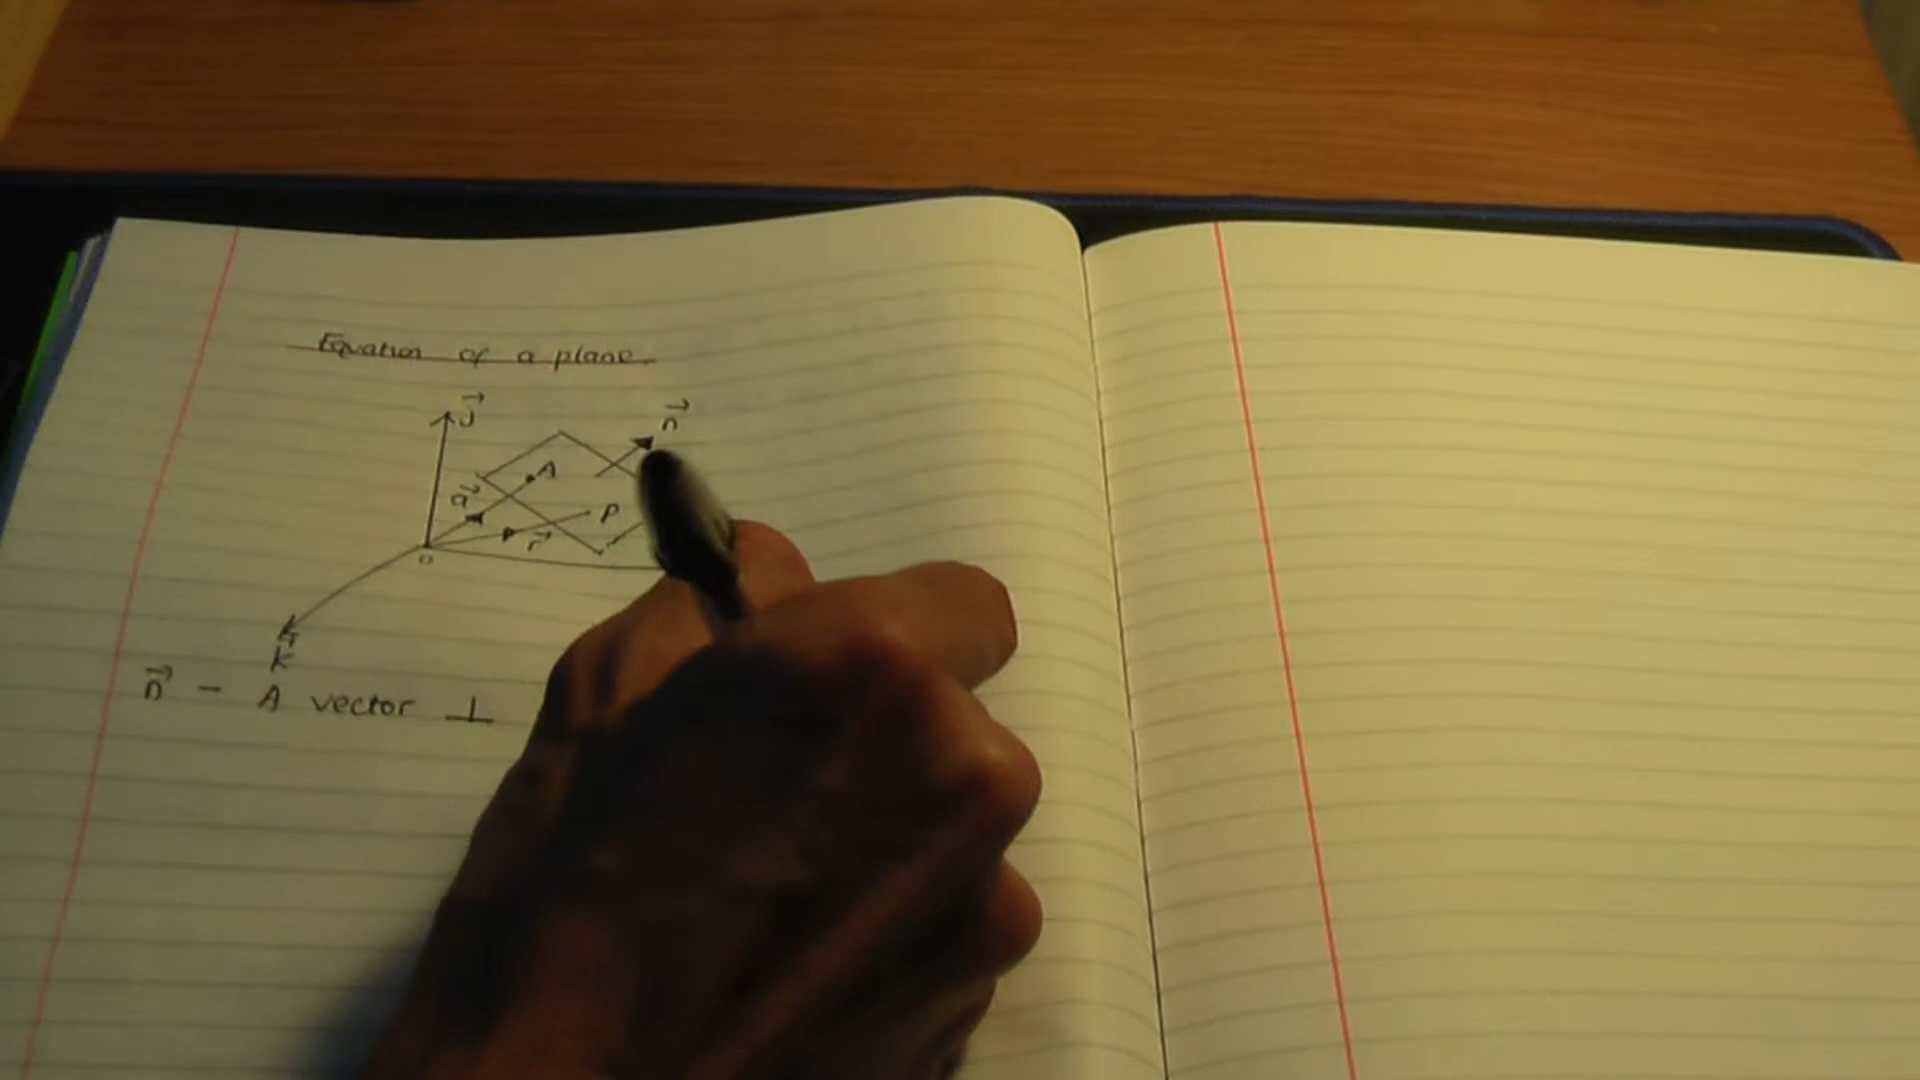 Equation of a plane
j⃗
n⃗
A
a⃗
P
r⃗
O
k⃗
n⃗ - A vector ⊥